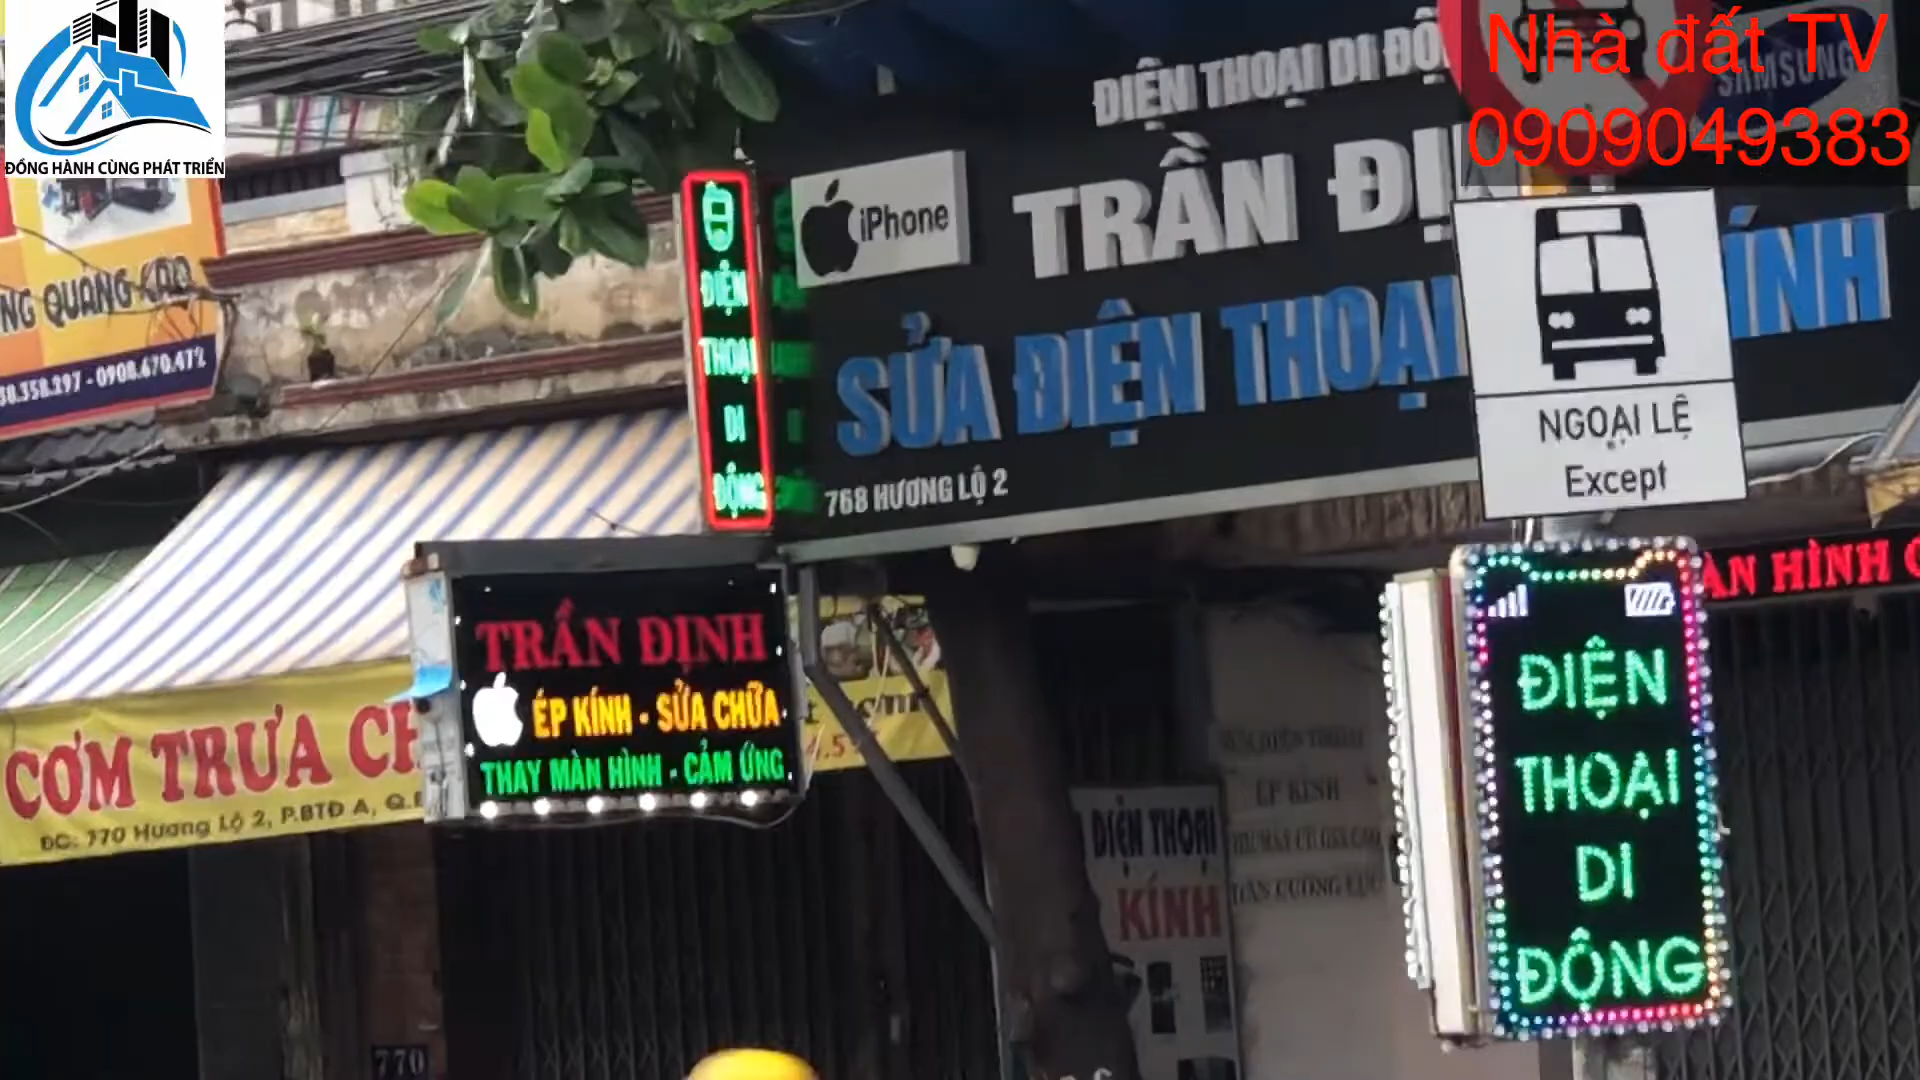 Nhà đất TV
0909049383
ĐỒNG HÀNH CÙNG PHÁT TRIỂN
SAMSUNG
ĐIỆN THOẠI DI ĐỘ
iPhone
TRẦN ĐỊ
SỬA ĐIỆN THOẠI
ÍNH
768 HƯƠNG LỘ 2
ĐIỆN
THOẠI
DI
ĐỘNG
NG QUẢNG CÁO
38.358.297 - 0908.670.472
NGOẠI LỆ
Except
TRẦN ĐỊNH
ÉP KÍNH - SỬA CHỮA
THAY MÀN HÌNH - CẢM ỨNG
CƠM TRƯA CH
ĐC: 770 Hương Lộ 2, P.BTĐ A, Q.B
ÀN HÌNH
ĐIỆN
THOẠI
DI
ĐỘNG
ĐIỆN THOẠI
KÍNH
ÉP KÍNH
770